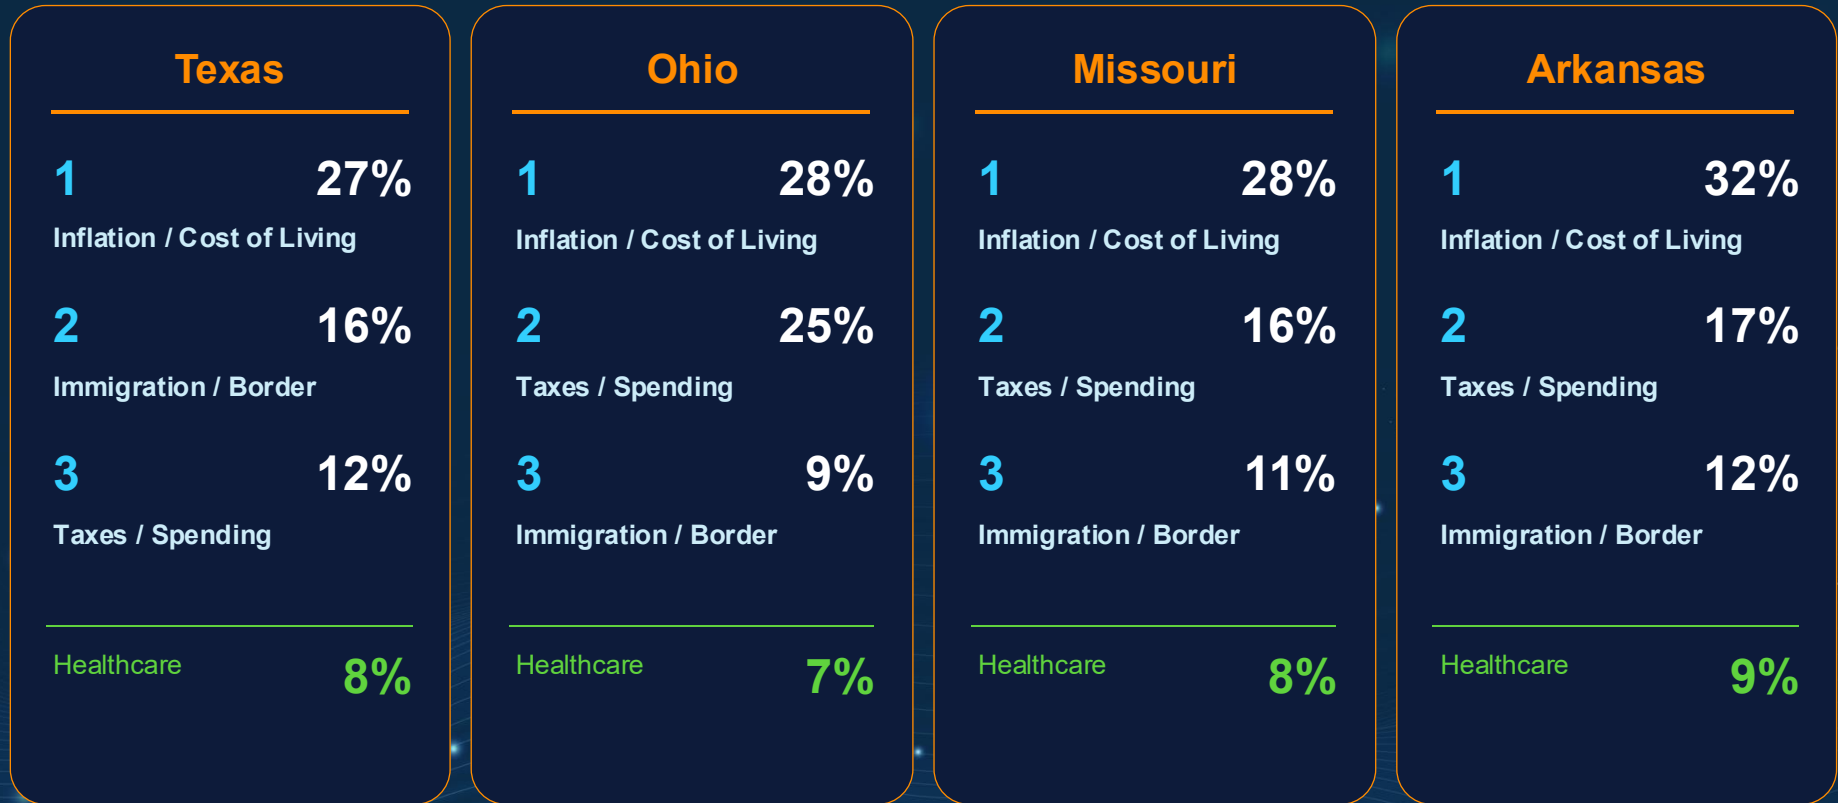 Texas
1 27%
Inflation / Cost of Living
2 16%
Immigration / Border
3 12%
Taxes / Spending
Healthcare 8%
Ohio
1 28%
Inflation / Cost of Living
2 25%
Taxes / Spending
3 9%
Immigration / Border
Healthcare 7%
Missouri
1 28%
Inflation / Cost of Living
2 16%
Taxes / Spending
3 11%
Immigration / Border
Healthcare 8%
Arkansas
1 32%
Inflation / Cost of Living
2 17%
Taxes / Spending
3 12%
Immigration / Border
Healthcare 9%